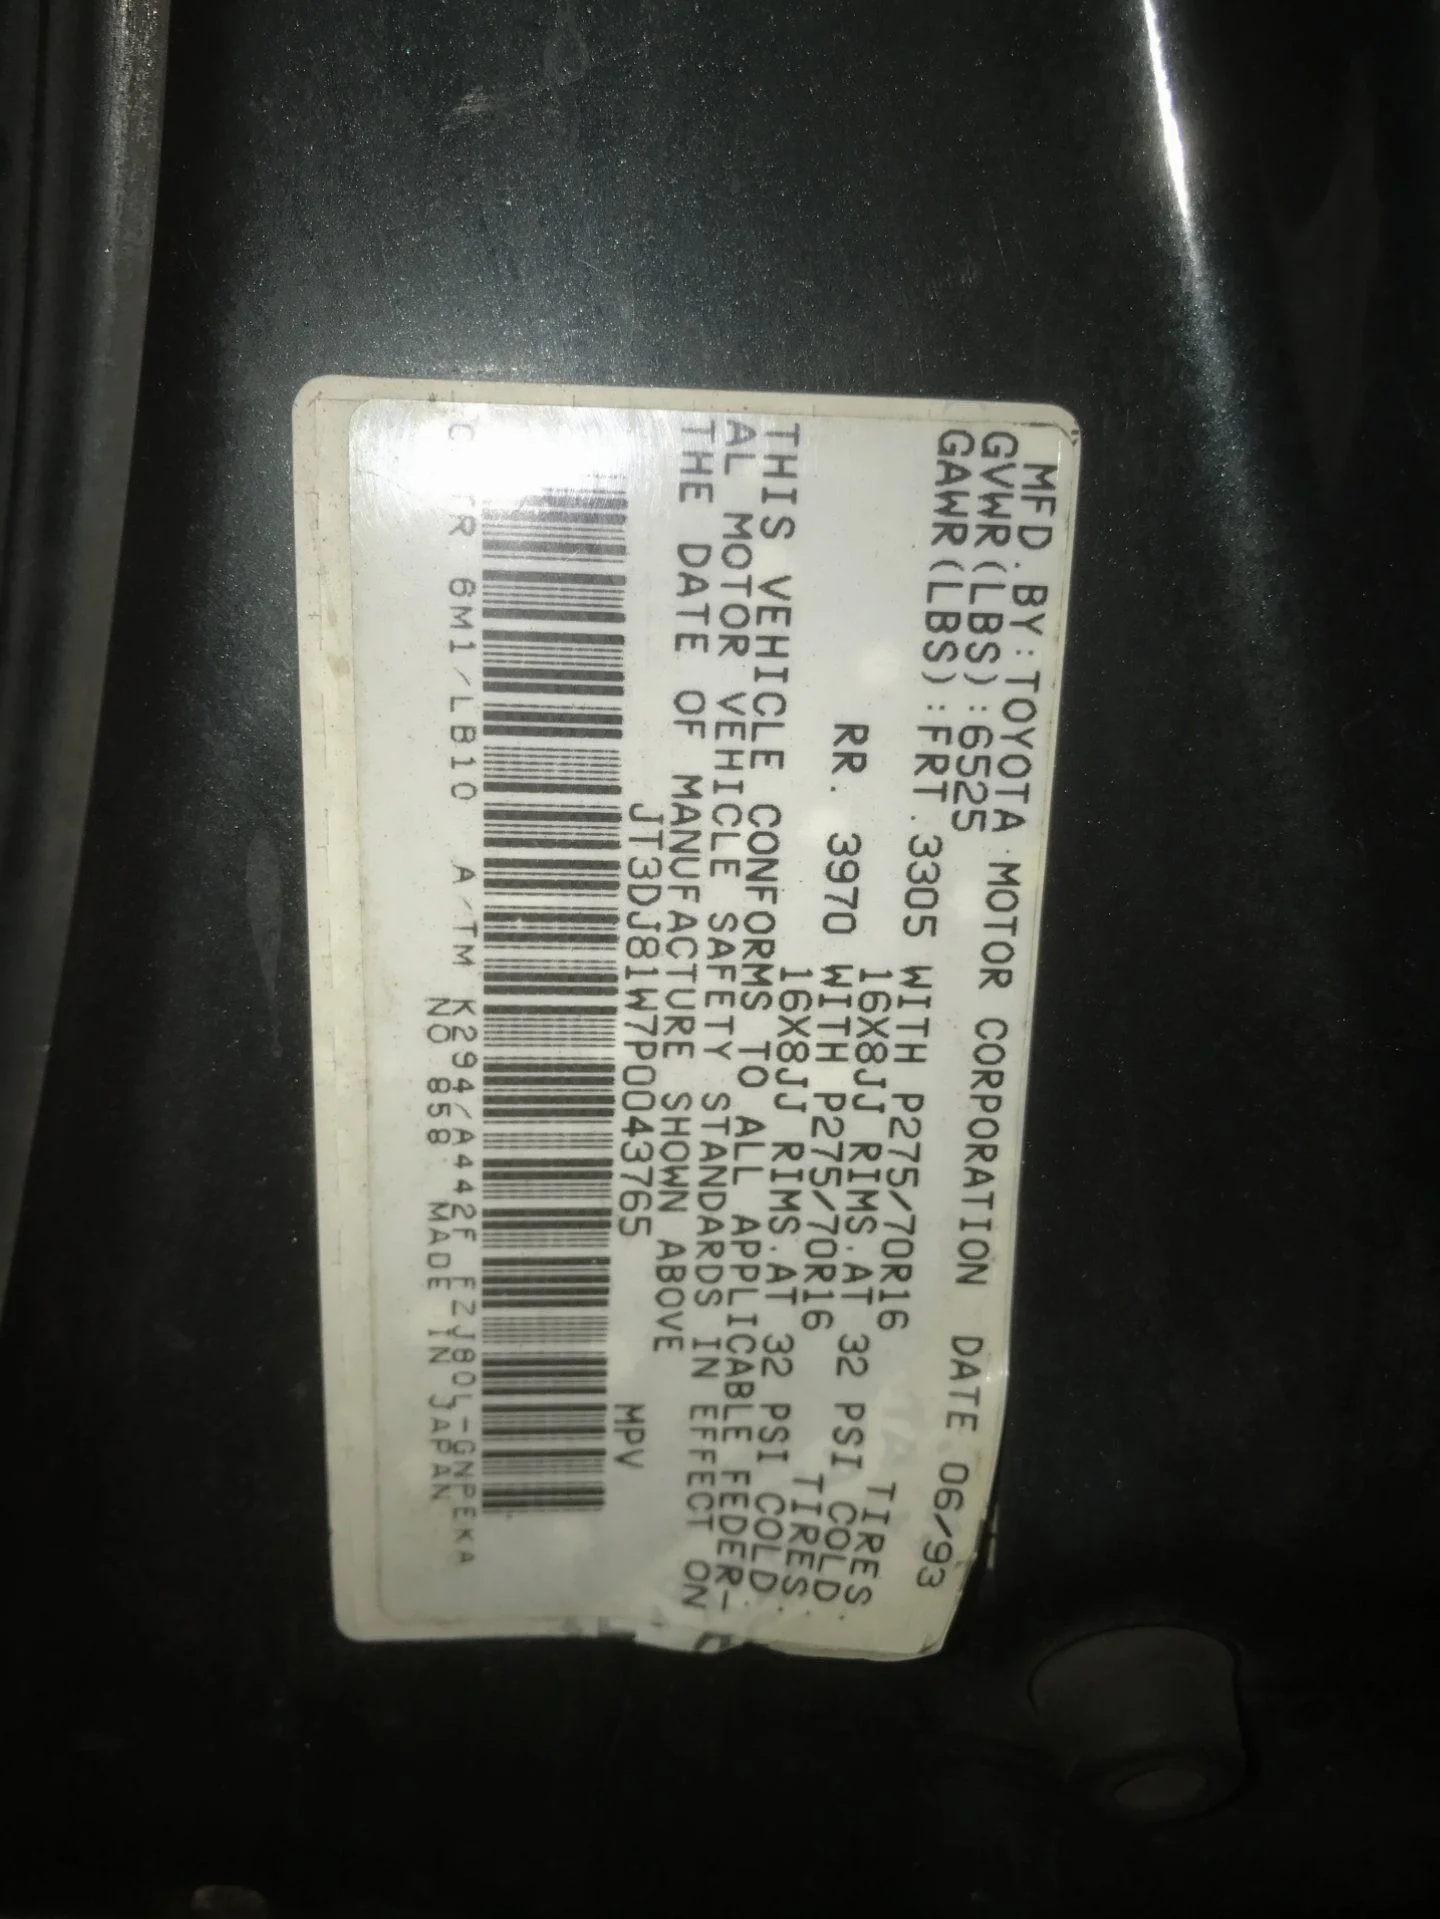 MFD.BY:TOYOTA MOTOR CORPORATION DATE 06/93
GVWR(LBS):6525
GAWR(LBS):FRT.3305 WITH P275/70R16 TIRES.
16X8JJ RIMS.AT 32 PSI COLD.
RR. 3970 WITH P275/70R16 TIRES.
16X8JJ RIMS.AT 32 PSI COLD.
THIS VEHICLE CONFORMS TO ALL APPLICABLE FEDER-
AL MOTOR VEHICLE SAFETY STANDARDS IN EFFECT ON
THE DATE OF MANUFACTURE SHOWN ABOVE
JT3DJ81W7P0043765 MPV
6M1/LB10 A/TM K294/A442F FZJ80L-GNPEKA
NO 858 MADE IN JAPAN